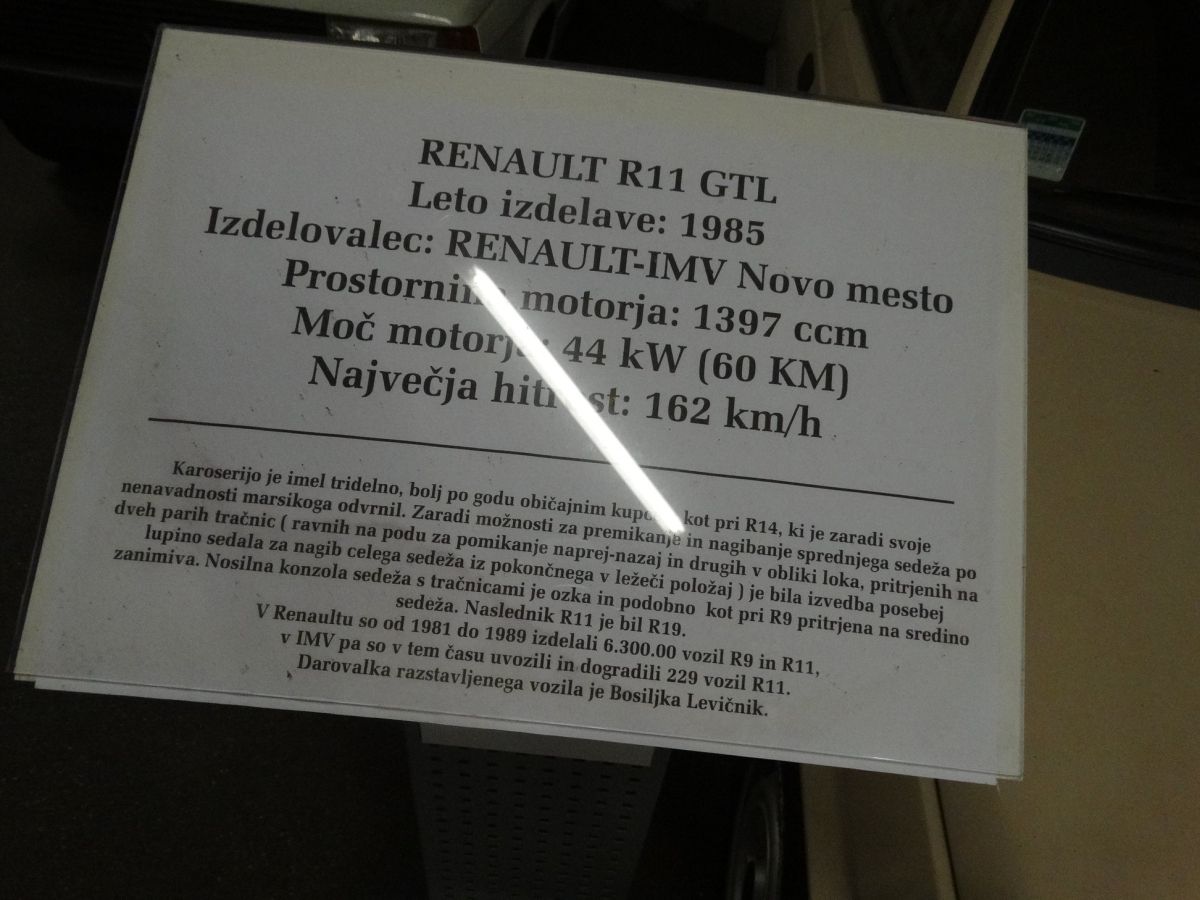 RENAULT R11 GTL
Leto izdelave: 1985
Izdelovalec: RENAULT-IMV Novo mesto
Prostornina motorja: 1397 ccm
Moč motorja: 44 kW (60 KM)
Največja hitrost: 162 km/h
Karoserijo je imel tridelno, bolj po godu običajnim kupcem kot pri R14, ki je zaradi svoje
nenavadnosti marsikoga odvrnil. Zaradi možnosti za premikanje in nagibanje sprednjega sedeža po
dveh parih tračnic ( ravnih na podu za pomikanje naprej-nazaj in drugih v obliki loka, pritrjenih na
lupino sedala za nagib celega sedeža iz pokončnega v ležeči položaj ) je bila izvedba posebej
zanimiva. Nosilna konzola sedeža s tračnicami je ozka in podobno kot pri R9 pritrjena na sredino
sedeža. Naslednik R11 je bil R19.
V Renaultu so od 1981 do 1989 izdelali 6.300.00 vozil R9 in R11,
v IMV pa so v tem času uvozili in dogradili 229 vozil R11.
Darovalka razstavljenega vozila je Bosiljka Levičnik.